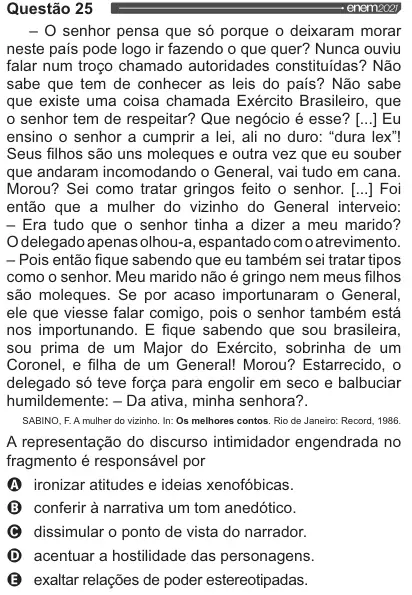 Questão 25 enem2021
– O senhor pensa que só porque o deixaram morar
neste país pode logo ir fazendo o que quer? Nunca ouviu
falar num troço chamado autoridades constituídas? Não
sabe que tem de conhecer as leis do país? Não sabe
que existe uma coisa chamada Exército Brasileiro, que
o senhor tem de respeitar? Que negócio é esse? [...] Eu
ensino o senhor a cumprir a lei, ali no duro: “dura lex”!
Seus filhos são uns moleques e outra vez que eu souber
que andaram incomodando o General, vai tudo em cana.
Morou? Sei como tratar gringos feito o senhor. [...] Foi
então que a mulher do vizinho do General interveio:
– Era tudo que o senhor tinha a dizer a meu marido?
O delegado apenas olhou-a, espantado com o atrevimento.
– Pois então fique sabendo que eu também sei tratar tipos
como o senhor. Meu marido não é gringo nem meus filhos
são moleques. Se por acaso importunaram o General,
ele que viesse falar comigo, pois o senhor também está
nos importunando. E fique sabendo que sou brasileira,
sou prima de um Major do Exército, sobrinha de um
Coronel, e filha de um General! Morou? Estarrecido, o
delegado só teve força para engolir em seco e balbuciar
humildemente: – Da ativa, minha senhora?.
SABINO, F. A mulher do vizinho. In: Os melhores contos. Rio de Janeiro: Record, 1986.
A representação do discurso intimidador engendrada no
fragmento é responsável por
A ironizar atitudes e ideias xenofóbicas.
B conferir à narrativa um tom anedótico.
C dissimular o ponto de vista do narrador.
D acentuar a hostilidade das personagens.
E exaltar relações de poder estereotipadas.